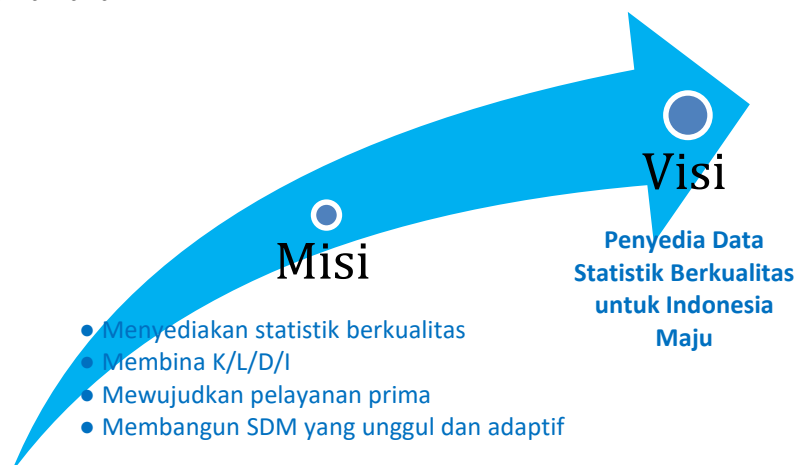 Visi
Penyedia Data
Statistik Berkualitas
untuk Indonesia
Maju
Misi
● Menyediakan statistik berkualitas
● Membina K/L/D/I
● Mewujudkan pelayanan prima
● Membangun SDM yang unggul dan adaptif